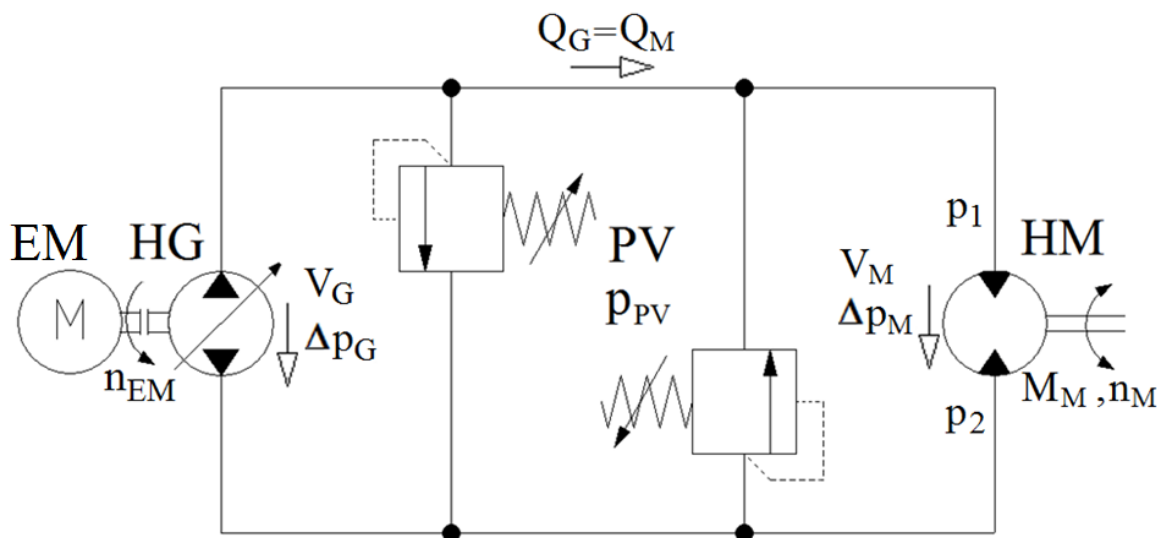 Q_G=Q_M
EM
HG
M
n_EM
V_G
Δp_G
PV
p_PV
p_1
HM
V_M
Δp_M
p_2
M_M ,n_M